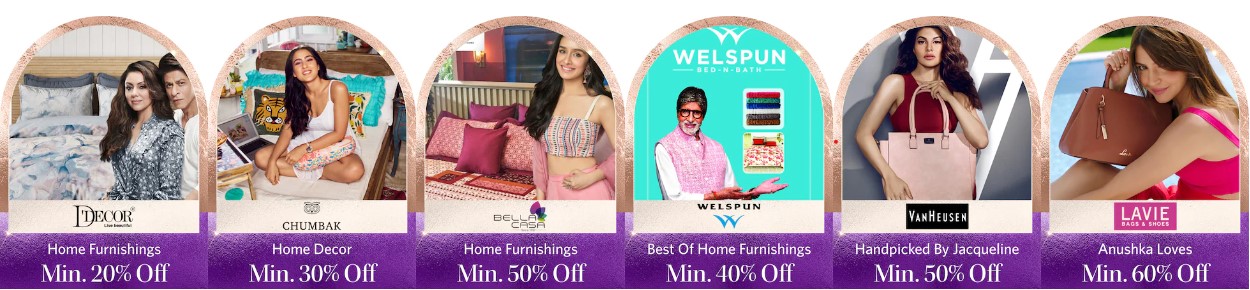 D'DECOR
Live Beautiful
Home Furnishings
Min. 20% Off
CHUMBAK
Home Decor
Min. 30% Off
BELLA
CASA
Home Furnishings
Min. 50% Off
WELSPUN
BED-N-BATH
WELSPUN
Best Of Home Furnishings
Min. 40% Off
VANHEUSEN
Handpicked By Jacqueline
Min. 50% Off
LAVIE
BAGS & SHOES
Anushka Loves
Min. 60% Off